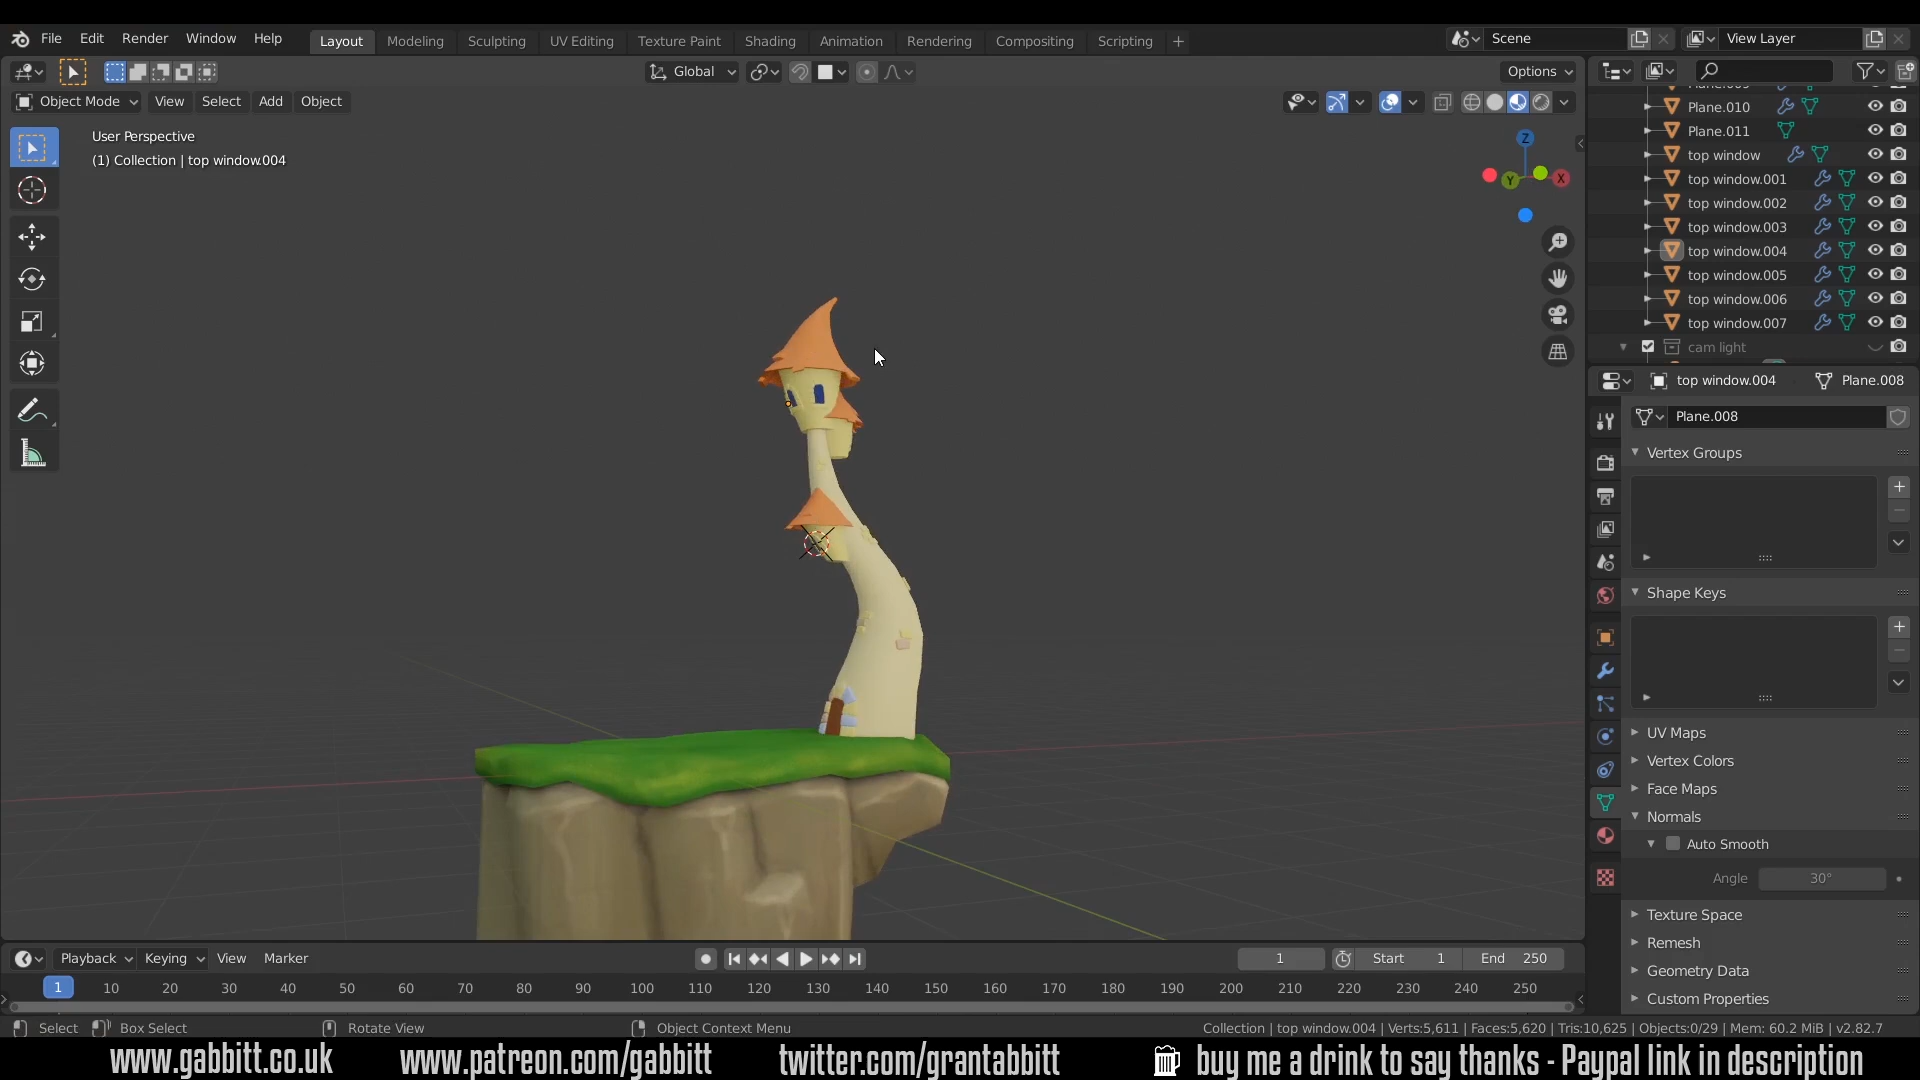 File Edit Render Window Help
Layout Modeling Sculpting UV Editing Texture Paint Shading Animation Rendering Compositing Scripting +
Scene
View Layer
Global
Options
Object Mode View Select Add Object
User Perspective
(1) Collection | top window.004
Z
Y
X
Plane.010
Plane.011
top window
top window.001
top window.002
top window.003
top window.004
top window.005
top window.006
top window.007
cam light
top window.004 Plane.008
Plane.008
Vertex Groups
Shape Keys
UV Maps
Vertex Colors
Face Maps
Normals
Auto Smooth
Angle 30°
Texture Space
Remesh
Geometry Data
Custom Properties
Playback Keying View Marker
1 Start 1 End 250
1 10 20 30 40 50 60 70 80 90 100 110 120 130 140 150 160 170 180 190 200 210 220 230 240 250
Select Box Select Rotate View Object Context Menu
Collection | top window.004 | Verts:5,611 | Faces:5,620 | Tris:10,625 | Objects:0/29 | Mem: 60.2 MiB | v2.82.7
www.gabbitt.co.uk www.patreon.com/gabbitt twitter.com/grantabbitt buy me a drink to say thanks - Paypal link in description